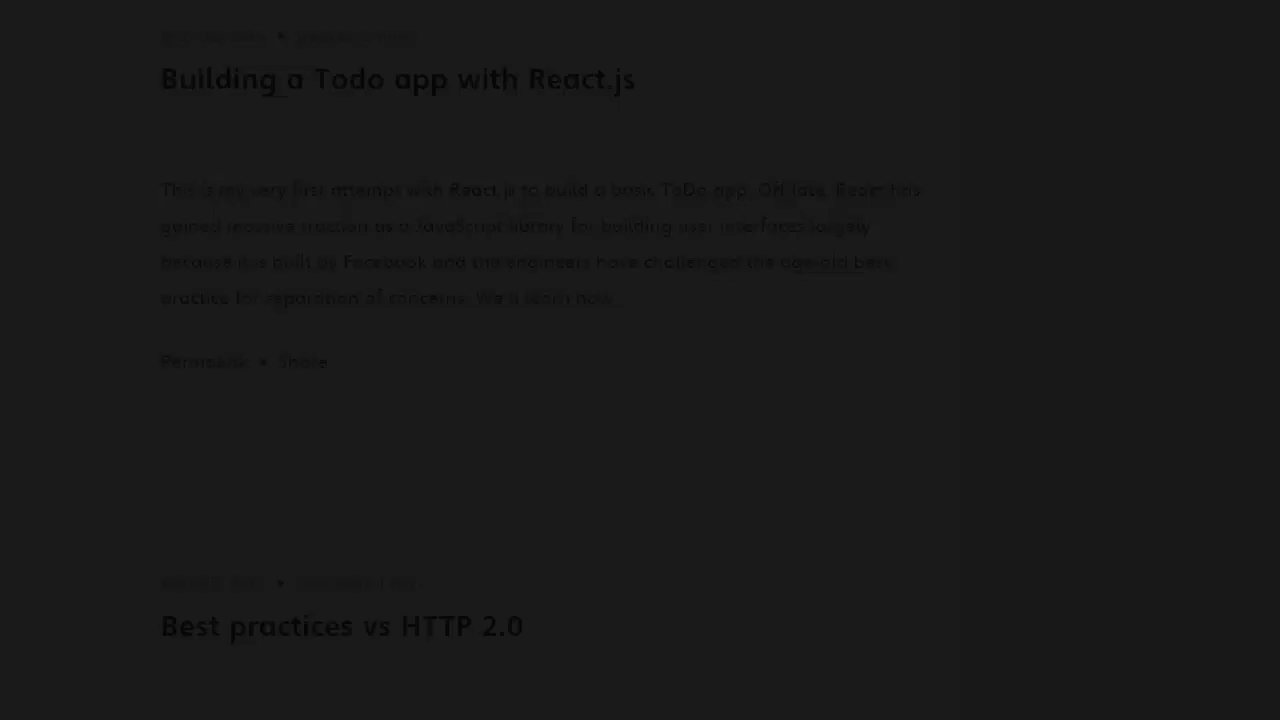 Building a Todo app with React.js
This is my very first attempt with React.js to build a basic ToDo app. Off late, React has
gained massive traction as a JavaScript library for building user interfaces largely
because it is built by Facebook and the engineers have challenged the age-old best
practice for separation of concerns. We'll learn how.
Permalink • Share
Best practices vs HTTP 2.0